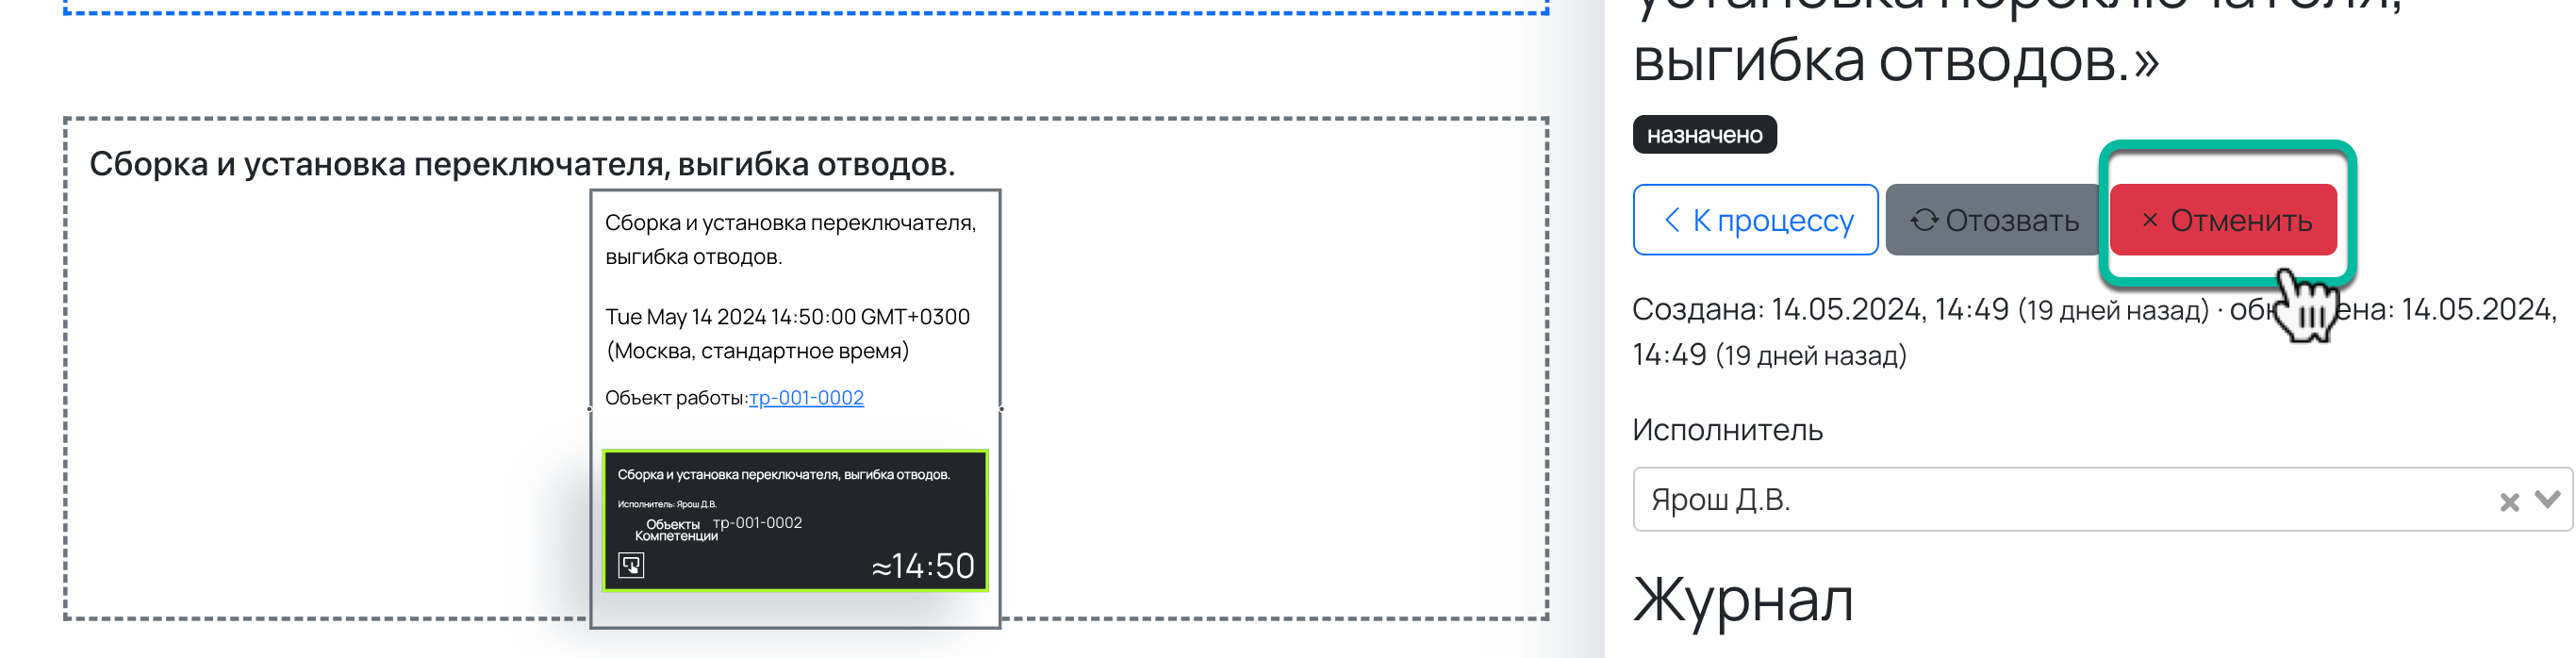 Сборка и установка переключателя, выгибка отводов.
Сборка и установка переключателя,
выгибка отводов.
Tue May 14 2024 14:50:00 GMT+0300
(Москва, стандартное время)
Объект работы:тр-001-0002
Сборка и установка переключателя, выгибка отводов.
Исполнитель: Ярош Д.В.
Объекты тр-001-0002
Компетенции
≈14:50
установка переключателя,
выгибка отводов.»
назначено
К процессу
Отозвать
× Отменить
Создана: 14.05.2024, 14:49 (19 дней назад) · 14.05.2024,
14:49 (19 дней назад)
Исполнитель
Ярош Д.В.
Журнал